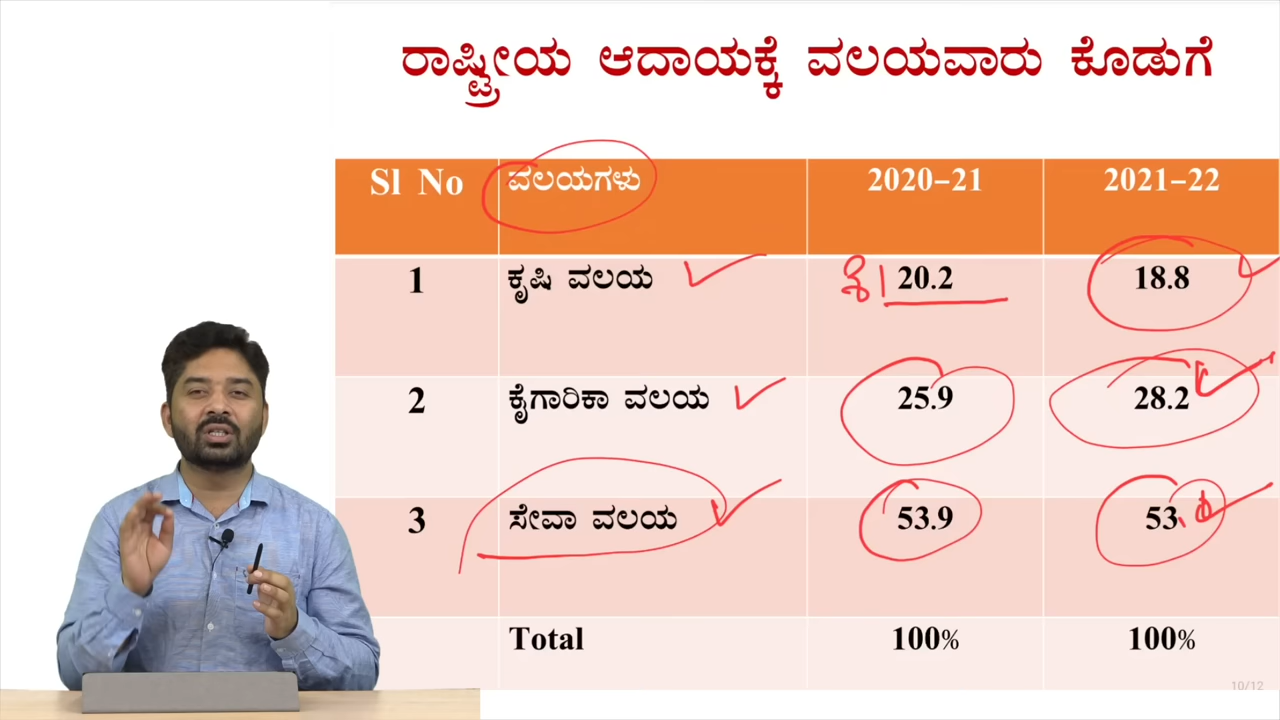 ರಾಷ್ಟ್ರೀಯ ಆದಾಯಕ್ಕೆ ವಲಯವಾರು ಕೊಡುಗೆ
Sl No ವಲಯಗಳು 2020-21 2021-22
1 ಕೃಷಿ ವಲಯ 20.2 18.8
2 ಕೈಗಾರಿಕಾ ವಲಯ 25.9 28.2
3 ಸೇವಾ ವಲಯ 53.9 53.
Total 100% 100%
10/12